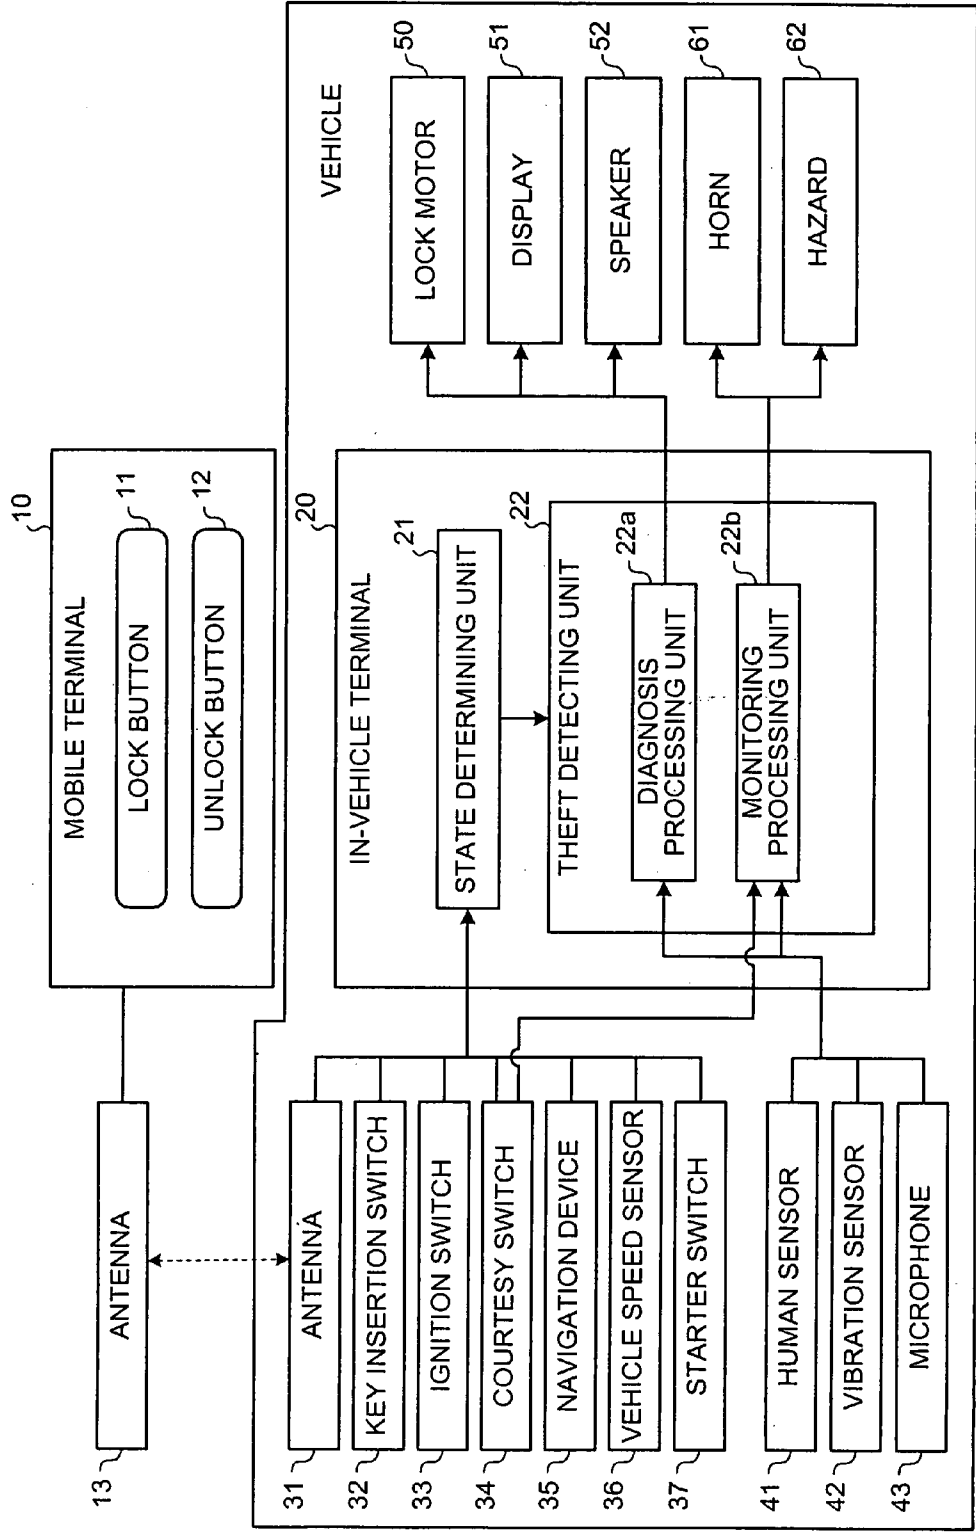 10
MOBILE TERMINAL
11
LOCK BUTTON
12
UNLOCK BUTTON
13
ANTENNA
VEHICLE
31
ANTENNA
32
KEY INSERTION SWITCH
33
IGNITION SWITCH
34
COURTESY SWITCH
35
NAVIGATION DEVICE
36
VEHICLE SPEED SENSOR
37
STARTER SWITCH
41
HUMAN SENSOR
42
VIBRATION SENSOR
43
MICROPHONE
20
IN-VEHICLE TERMINAL
21
STATE DETERMINING UNIT
22
THEFT DETECTING UNIT
22a
DIAGNOSIS
PROCESSING UNIT
22b
MONITORING
PROCESSING UNIT
50
LOCK MOTOR
51
DISPLAY
52
SPEAKER
61
HORN
62
HAZARD